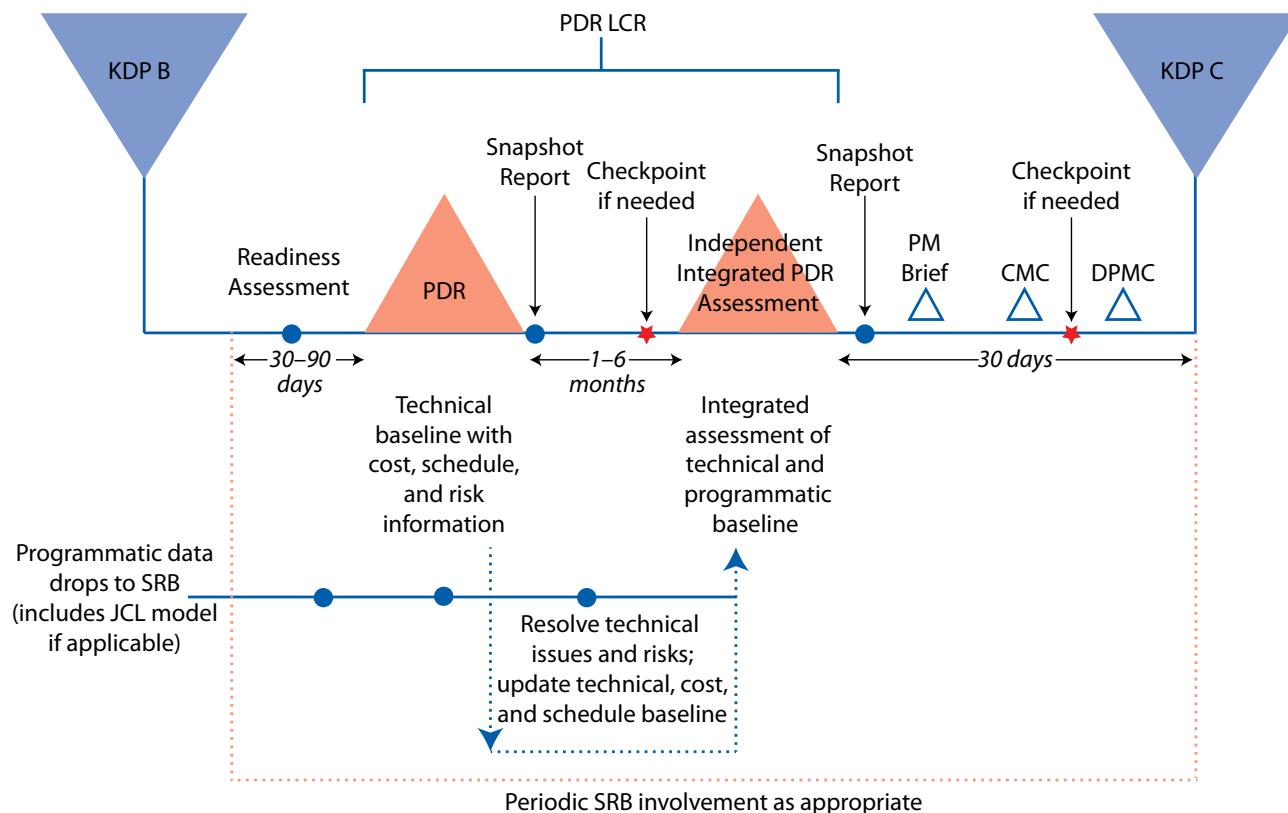 PDR LCR
KDP B
KDP C
Snapshot
Report
Checkpoint
if needed
Snapshot
Report
Checkpoint
if needed
Readiness
Assessment
PDR
Independent
Integrated PDR
Assessment
PM
Brief
CMC
DPMC
30–90
days
1–6
months
30 days
Technical
baseline with
cost, schedule,
and risk
information
Integrated
assessment of
technical and
programmatic
baseline
Programmatic data
drops to SRB
(includes JCL model
if applicable)
Resolve technical
issues and risks;
update technical, cost,
and schedule baseline
Periodic SRB involvement as appropriate